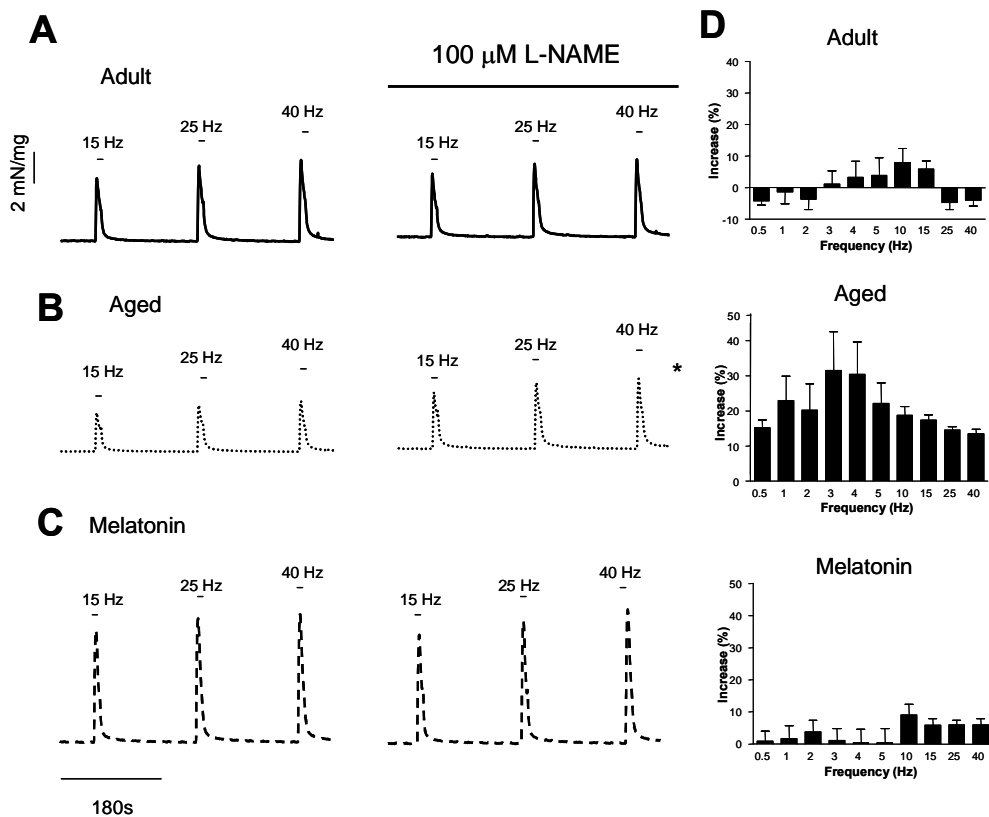 A
Adult
100 μM L-NAME
2 mN/mg
15 Hz
25 Hz
40 Hz
15 Hz
25 Hz
40 Hz
B
Aged
15 Hz
25 Hz
40 Hz
15 Hz
25 Hz
40 Hz
*
C
Melatonin
15 Hz
25 Hz
40 Hz
15 Hz
25 Hz
40 Hz
180s
D
Adult
Increase (%)
40
30
20
10
0
-10
0.5 1 2 3 4 5 10 15 25 40
Frequency (Hz)
Aged
Increase (%)
50
40
30
20
10
0
0.5 1 2 3 4 5 10 15 25 40
Frequency (Hz)
Melatonin
Increase (%)
50
40
30
20
10
0
0.5 1 2 3 4 5 10 15 25 40
Frequency (Hz)